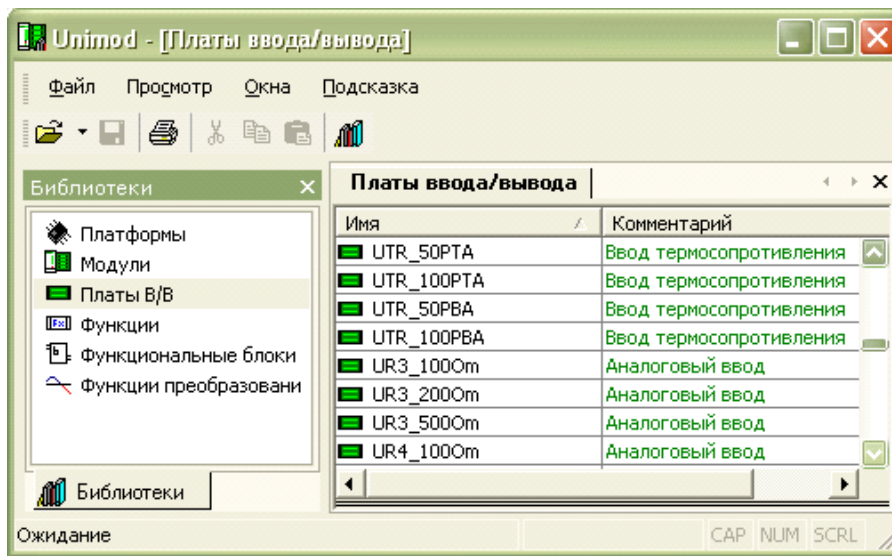 Unimod - [Платы ввода/вывода]
Файл Просмотр Окна Подсказка
Библиотеки
Платформы
Модули
Платы В/В
Функции
Функциональные блоки
Функции преобразовани
Библиотеки
Платы ввода/вывода
Имя Комментарий
UTR_50PTA Ввод термосопротивления
UTR_100PTA Ввод термосопротивления
UTR_50PBA Ввод термосопротивления
UTR_100PBA Ввод термосопротивления
UR3_100Om Аналоговый ввод
UR3_200Om Аналоговый ввод
UR3_500Om Аналоговый ввод
UR4_100Om Аналоговый ввод
Ожидание CAP NUM SCRL